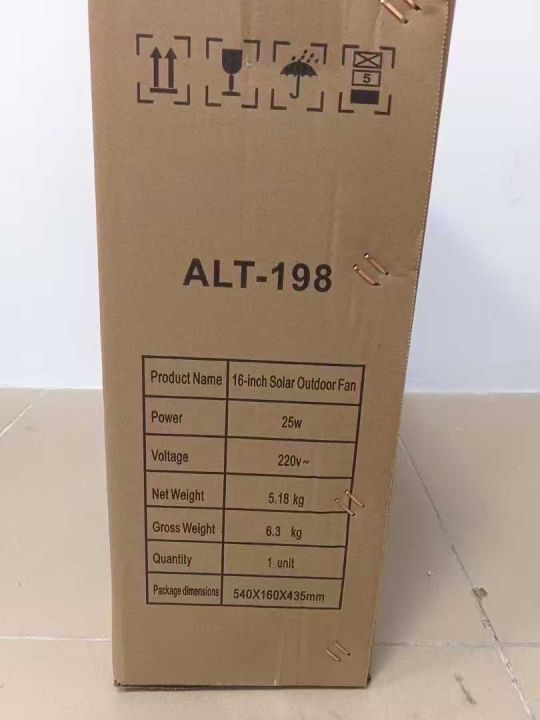 5
ALT-198
Product Name 16-inch Solar Outdoor Fan
Power 25w
Voltage 220v~
Net Weight 5.18 kg
Gross Weight 6.3 kg
Quantity 1 unit
Package dimensions 540X160X435mm